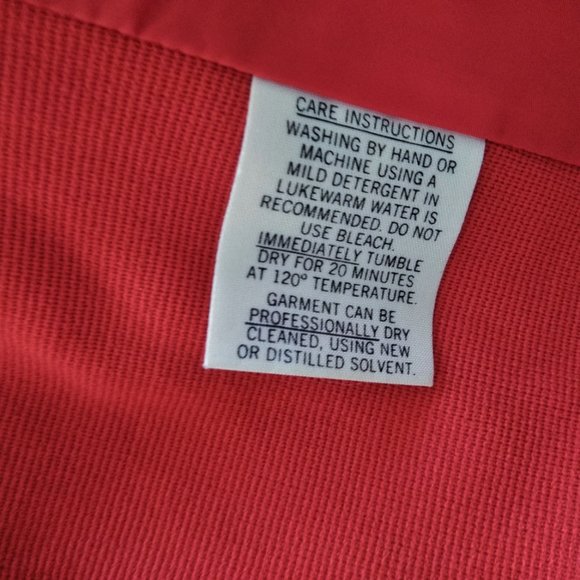 CARE INSTRUCTIONS
WASHING BY HAND OR
MACHINE USING A
MILD DETERGENT IN
LUKEWARM WATER IS
RECOMMENDED. DO NOT
USE BLEACH.
IMMEDIATELY TUMBLE
DRY FOR 20 MINUTES
AT 120° TEMPERATURE.
GARMENT CAN BE
PROFESSIONALLY DRY
CLEANED, USING NEW
OR DISTILLED SOLVENT.